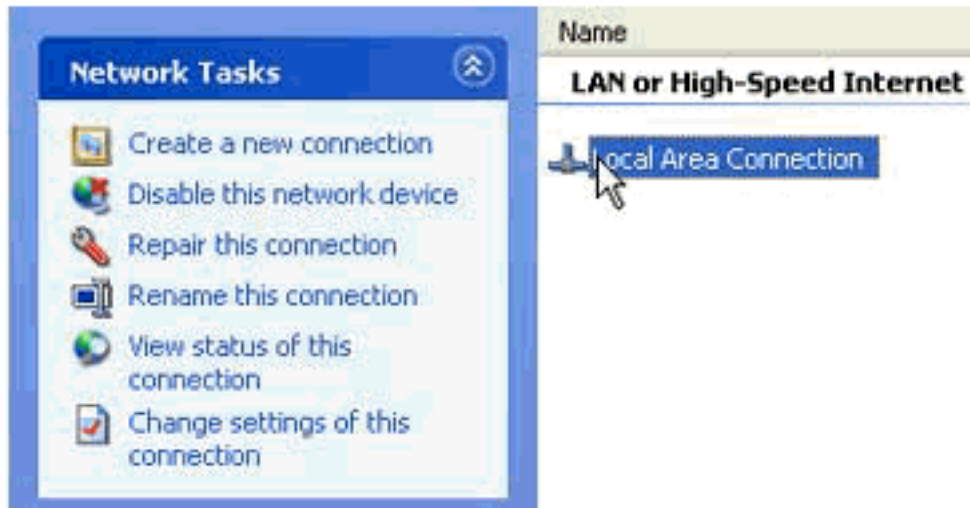 Network Tasks
Create a new connection
Disable this network device
Repair this connection
Rename this connection
View status of this
connection
Change settings of this
connection
Name
LAN or High-Speed Internet
Local Area Connection